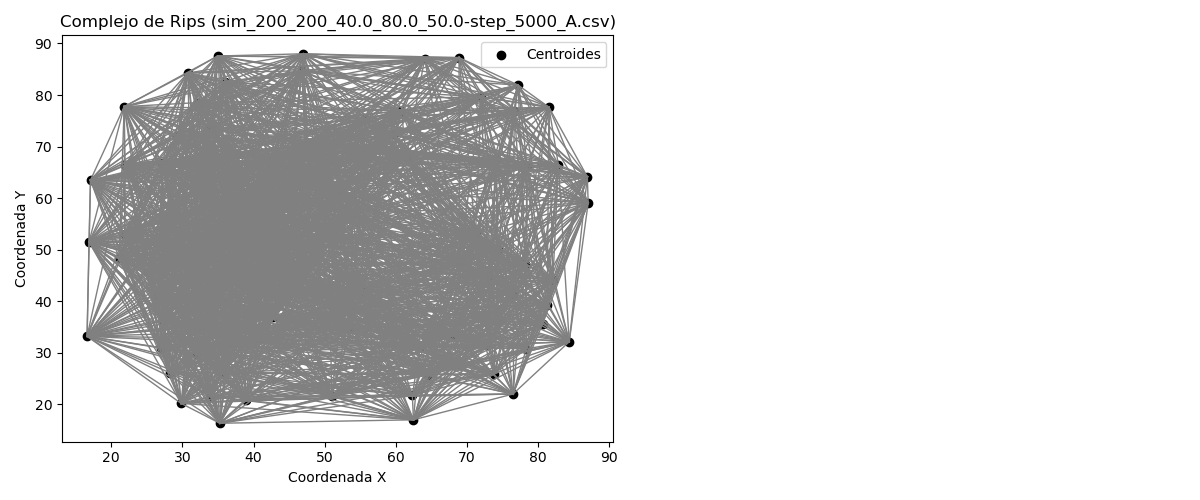 Complejo de Rips (sim_200_200_40.0_80.0_50.0-step_5000_A.csv)
Centroides
90
80
70
60
50
40
30
20
Coordenada Y
20 30 40 50 60 70 80 90
Coordenada X